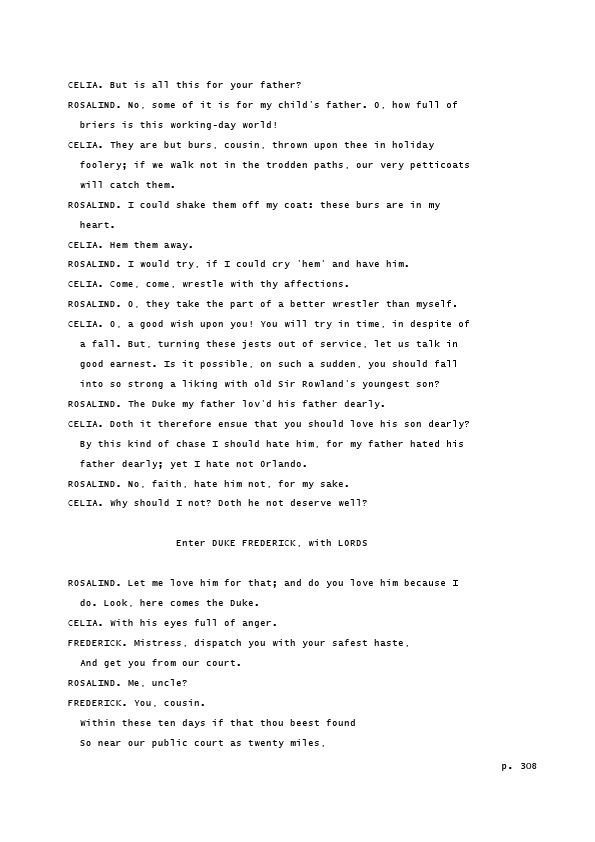 CELIA. But is all this for your father?
ROSALIND. No, some of it is for my child's father. O, how full of
briers is this working-day world!
CELIA. They are but burs, cousin, thrown upon thee in holiday
foolery; if we walk not in the trodden paths, our very petticoats
will catch them.
ROSALIND. I could shake them off my coat: these burs are in my
heart.
CELIA. Hem them away.
ROSALIND. I would try, if I could cry 'hem' and have him.
CELIA. Come, come, wrestle with thy affections.
ROSALIND. O, they take the part of a better wrestler than myself.
CELIA. O, a good wish upon you! You will try in time, in despite of
a fall. But, turning these jests out of service, let us talk in
good earnest. Is it possible, on such a sudden, you should fall
into so strong a liking with old Sir Rowland's youngest son?
ROSALIND. The Duke my father lov'd his father dearly.
CELIA. Doth it therefore ensue that you should love his son dearly?
By this kind of chase I should hate him, for my father hated his
father dearly; yet I hate not Orlando.
ROSALIND. No, faith, hate him not, for my sake.
CELIA. Why should I not? Doth he not deserve well?
Enter DUKE FREDERICK, with LORDS
ROSALIND. Let me love him for that; and do you love him because I
do. Look, here comes the Duke.
CELIA. With his eyes full of anger.
FREDERICK. Mistress, dispatch you with your safest haste,
And get you from our court.
ROSALIND. Me, uncle?
FREDERICK. You, cousin.
Within these ten days if that thou beest found
So near our public court as twenty miles,
p. 308